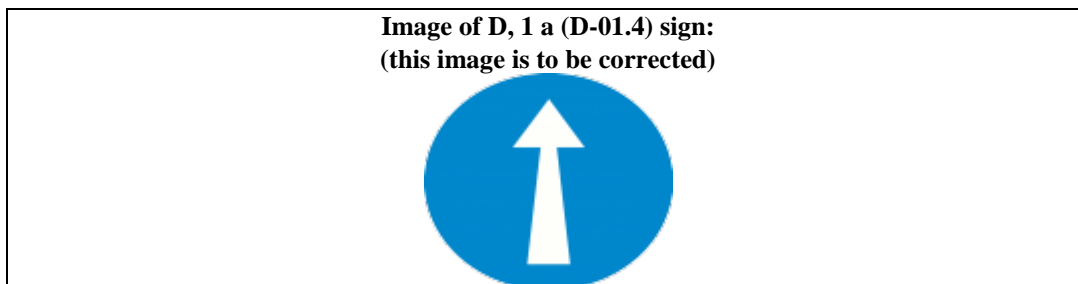 Image of D, 1 a (D-01.4) sign:
(this image is to be corrected)